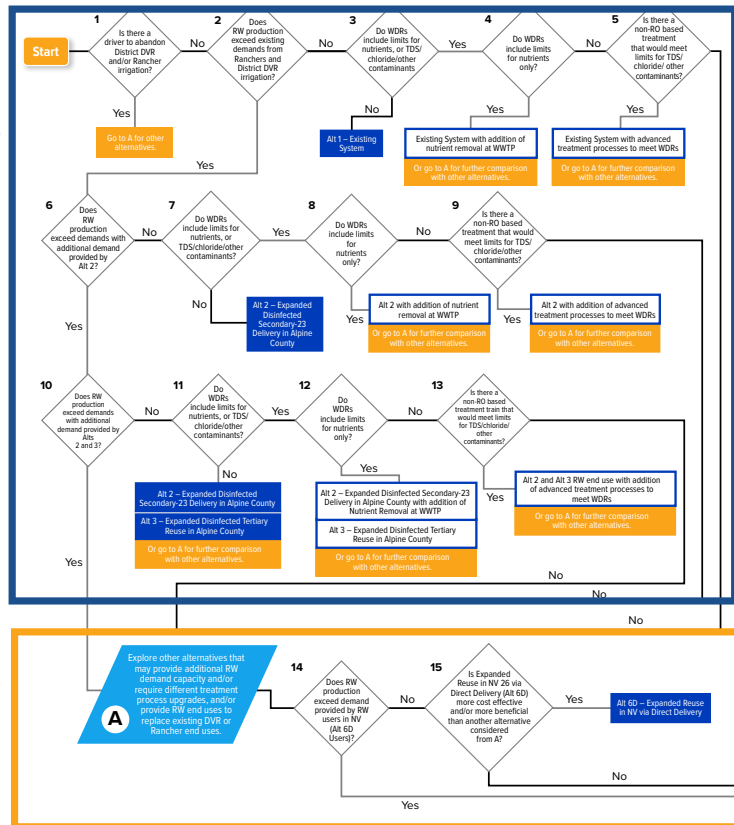 1
2
3
4
5
Start
Is there a
driver to abandon
District DVR
and/or Rancher
irrigation?
No
Does
RW production
exceed existing
demands from
Ranchers and
District DVR
irrigation?
No
Do WDRs
include limits for
nutrients, or TDS/
chloride/other
contaminants
Yes
Do WDRs
include limits
for nutrients
only?
No
Is there a
non-RO based
treatment
that would meet
limits for TDS/
chloride/ other
contaminants?
Yes
Go to A for other
alternatives.
Yes
No
Alt 1 – Existing
System
Yes
Existing System with addition of
nutrient removal at WWTP
Or go to A for further comparison
with other alternatives.
Yes
Existing System with advanced
treatment processes to meet WDRs
Or go to A for further comparison
with other alternatives.
6
7
8
9
Does
RW
production
exceed demands with
additional demand
provided by
Alt 2?
No
Do WDRs
include limits for
nutrients, or
TDS/chloride/other
contaminants?
Yes
Do WDRs
include limits
for
nutrients
only?
No
Is there a
non-RO based
treatment that would
meet limits for TDS/
chloride/other
contaminants?
Yes
No
Alt 2 – Expanded
Disinfected
Secondary-23
Delivery in Alpine
County
Yes
Alt 2 with addition of nutrient
removal at WWTP
Or go to A for further comparison
with other alternatives.
Yes
Alt 2 with addition of advanced
treatment processes to meet WDRs
Or go to A for further comparison
with other alternatives.
10
11
12
13
Does RW
production
exceed demands
with additional
demand provided by
Alts
2 and 3?
No
Do
WDRs
include limits for
nutrients, or TDS/
chloride/other
contaminants?
Yes
Do
WDRs
include limits
for nutrients
only?
No
Is there a
non-RO based
treatment train that
would meet limits
for TDS/chloride/
other
contaminants?
Yes
No
Alt 2 – Expanded Disinfected
Secondary-23 Delivery in Alpine County
Alt 3 – Expanded Disinfected Tertiary
Reuse in Alpine County
Or go to A for further comparison
with other alternatives.
Yes
Alt 2 – Expanded Disinfected Secondary-23
Delivery in Alpine County with addition of
Nutrient Removal at WWTP
Alt 3 – Expanded Disinfected Tertiary
Reuse in Alpine County
Or go to A for further comparison
with other alternatives.
Yes
Alt 2 and Alt 3 RW end use with addition
of advanced treatment processes to
meet WDRs
Or go to A for further comparison
with other alternatives.
No
No
No
Explore other alternatives that
may provide additional RW
demand capacity and/or
require different treatment
process upgrades, and/or
provide RW end uses to
replace existing DVR or
Rancher end uses.
A
14
15
Does RW
production
exceed demand
provided by RW
users in NV
(Alt 6D
Users)?
No
Is Expanded
Reuse in NV 26 via
Direct Delivery (Alt 6D)
more cost effective
and/or more beneficial
than another alternative
considered
from A?
Yes
Alt 6D – Expanded Reuse
in NV via Direct Delivery
No
Yes